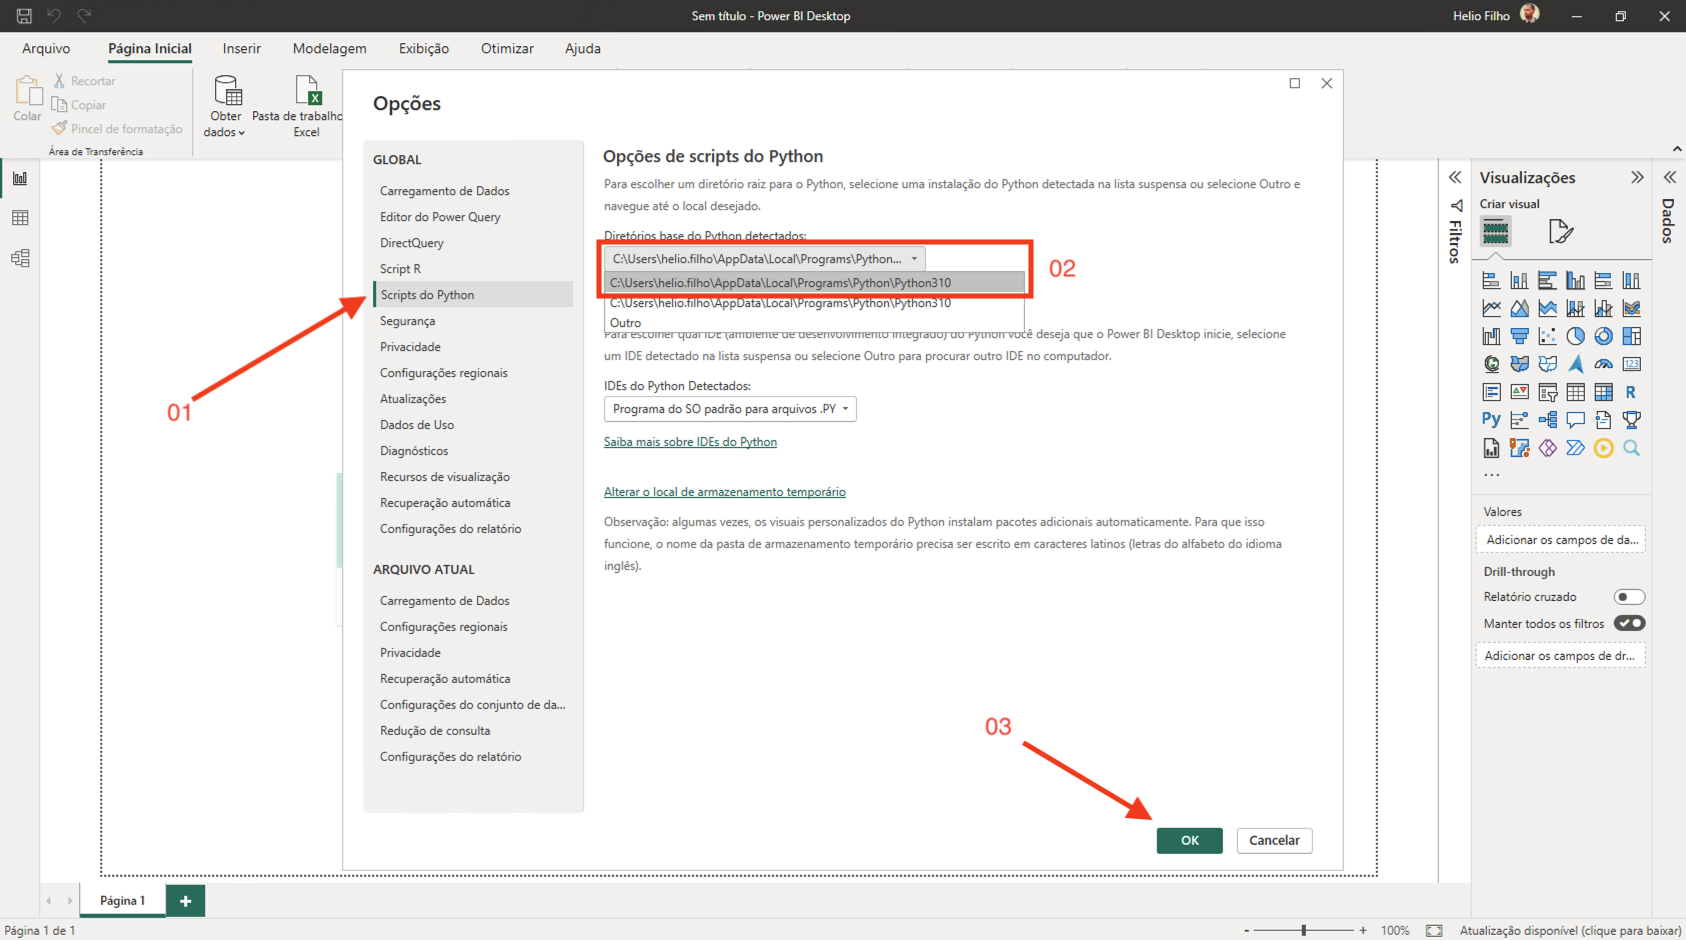 Sem título - Power BI Desktop
Helio Filho
Arquivo
Página Inicial
Inserir
Modelagem
Exibição
Otimizar
Ajuda
Colar
Recortar
Copiar
Pincel de formatação
Área de Transferência
Obter
dados
Pasta de trabalho
Excel
Opções
GLOBAL
Carregamento de Dados
Editor do Power Query
DirectQuery
Script R
Scripts do Python
Segurança
Privacidade
Configurações regionais
Atualizações
Dados de Uso
Diagnósticos
Recursos de visualização
Recuperação automática
Configurações do relatório
ARQUIVO ATUAL
Carregamento de Dados
Configurações regionais
Privacidade
Recuperação automática
Configurações do conjunto de da...
Redução de consulta
Configurações do relatório
01
Opções de scripts do Python
Para escolher um diretório raiz para o Python, selecione uma instalação do Python detectada na lista suspensa ou selecione Outro e
navegue até o local desejado.
Diretórios base do Python detectados:
C:\Users\helio.filho\AppData\Local\Programs\Python...
C:\Users\helio.filho\AppData\Local\Programs\Python\Python310
C:\Users\helio.filho\AppData\Local\Programs\Python\Python310
Outro
02
Para escolher qual IDE (ambiente de desenvolvimento integrado) do Python você deseja que o Power BI Desktop inicie, selecione
um IDE detectado na lista suspensa ou selecione Outro para procurar outro IDE no computador.
IDEs do Python Detectados:
Programa do SO padrão para arquivos .PY
Saiba mais sobre IDEs do Python
Alterar o local de armazenamento temporário
Observação: algumas vezes, os visuais personalizados do Python instalam pacotes adicionais automaticamente. Para que isso
funcione, o nome da pasta de armazenamento temporário precisa ser escrito em caracteres latinos (letras do alfabeto do idioma
inglês).
03
OK
Cancelar
Filtros
Visualizações
Criar visual
123
R
Py
...
Valores
Adicionar os campos de da...
Drill-through
Relatório cruzado
Manter todos os filtros
Adicionar os campos de dr...
Dados
Página 1
+
Página 1 de 1
- + 100%
Atualização disponível (clique para baixar)